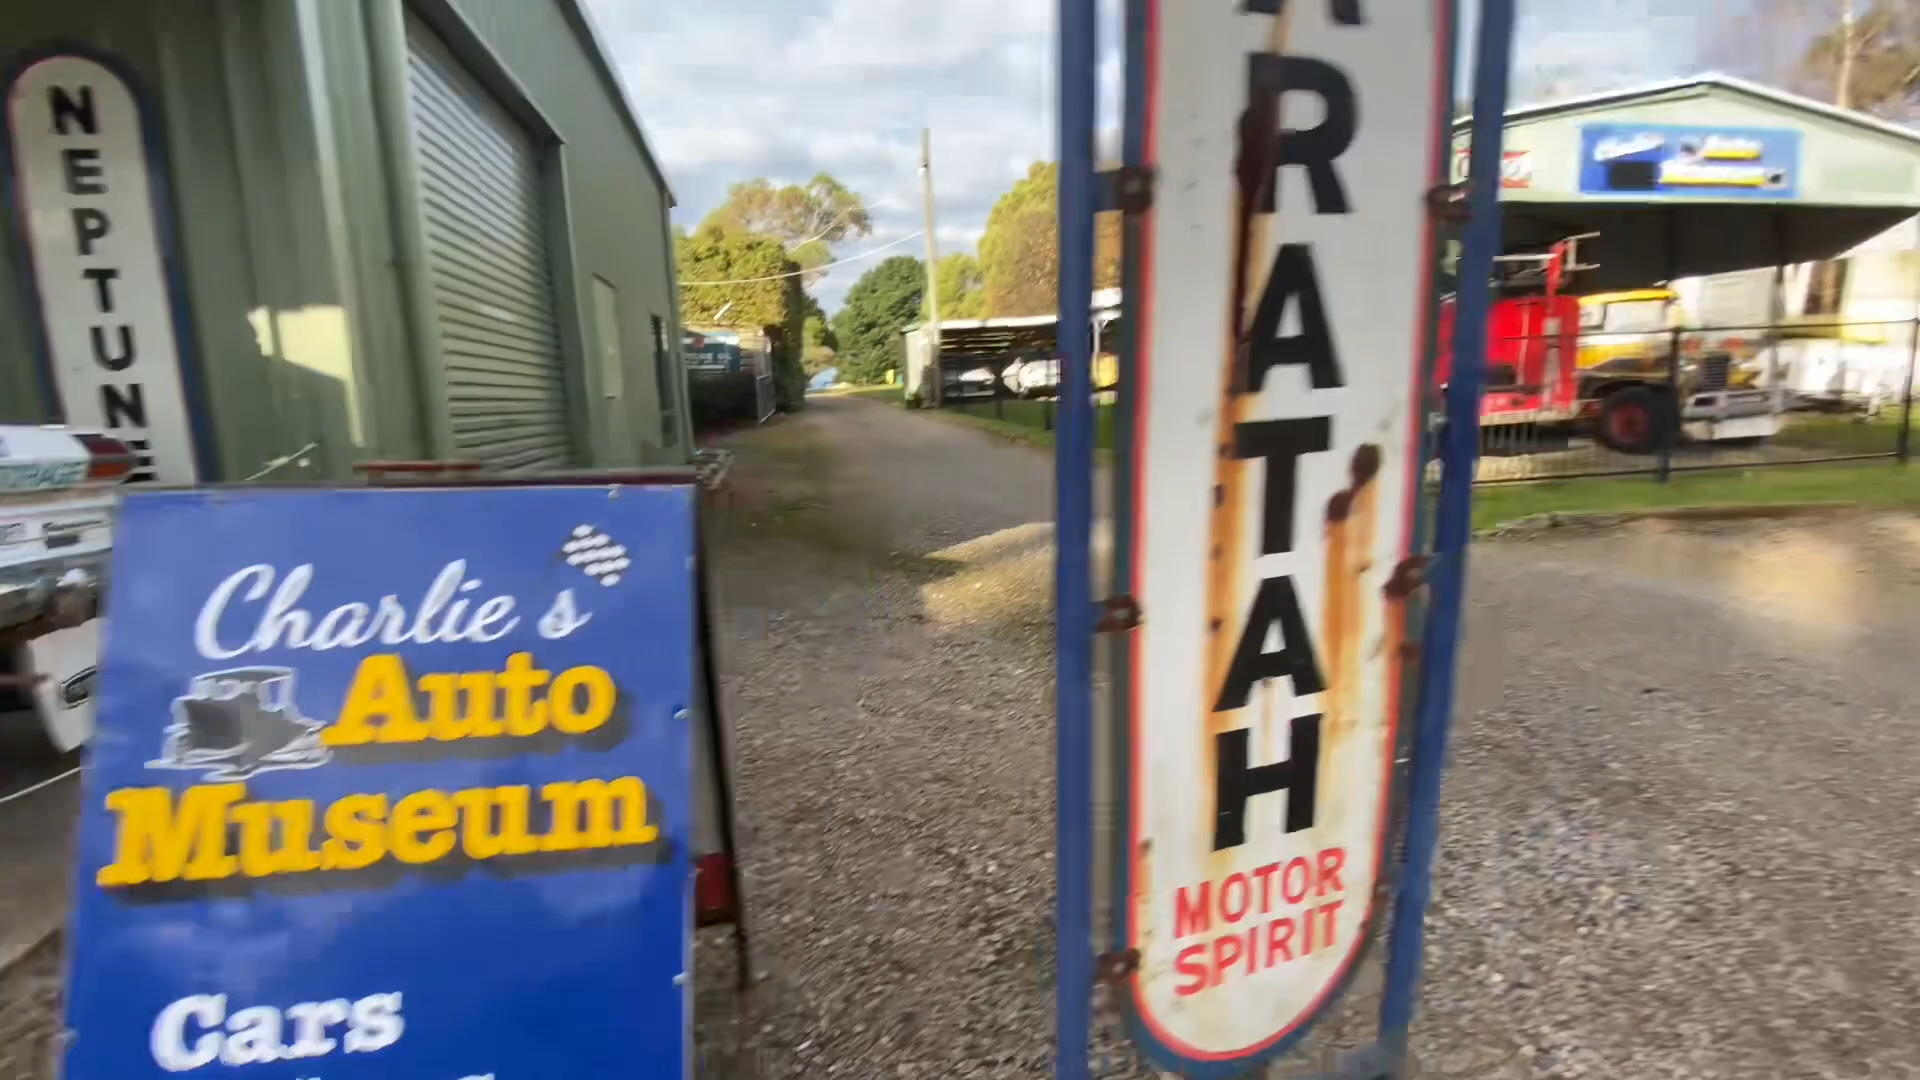 NEPTUNE
Charlie's
Auto
Museum
Cars
RATAH
MOTOR
SPIRIT